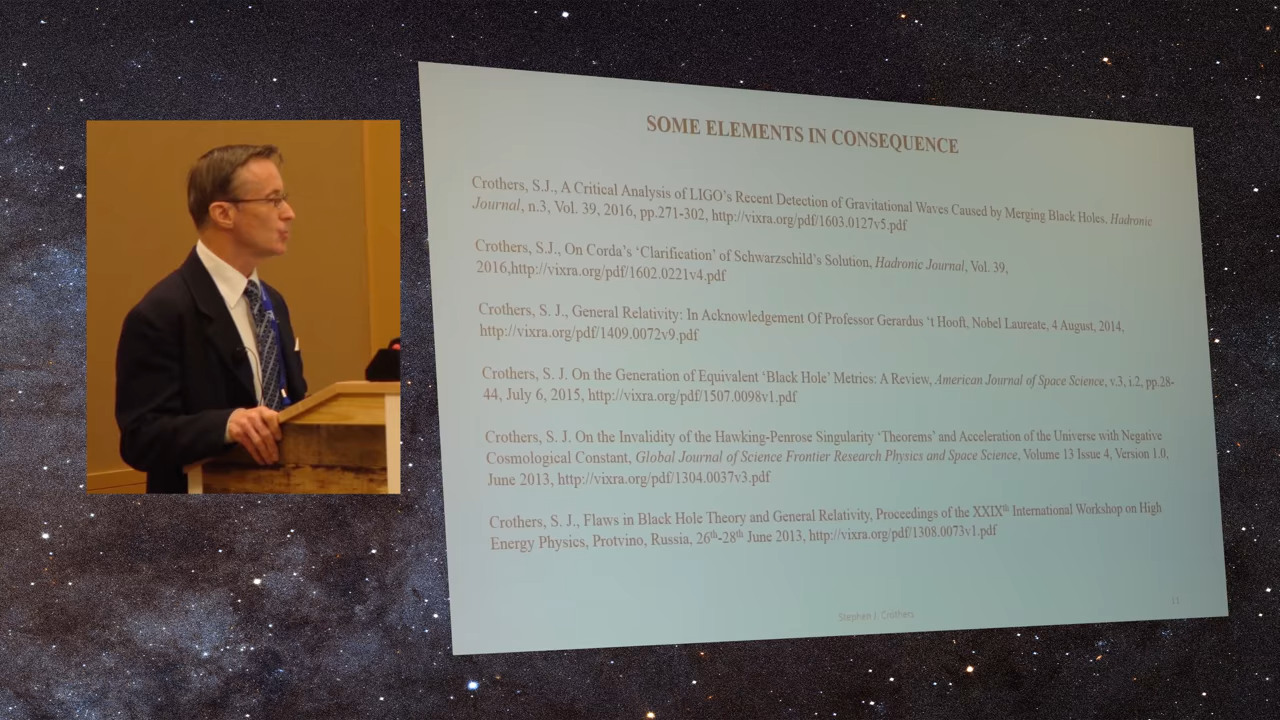 SOME ELEMENTS IN CONSEQUENCE
Crothers, S.J., A Critical Analysis of LIGO's Recent Detection of Gravitational Waves Caused by Merging Black Holes. Hadronic
Journal, n.3, Vol. 39, 2016, pp.271-302, http://vixra.org/pdf/1603.0127v5.pdf
Crothers, S.J., On Corda's ‘Clarification’ of Schwarzschild's Solution, Hadronic Journal, Vol. 39,
2016,http://vixra.org/pdf/1602.0221v4.pdf
Crothers, S. J., General Relativity: In Acknowledgement Of Professor Gerardus ‘t Hooft, Nobel Laureate, 4 August, 2014,
http://vixra.org/pdf/1409.0072v9.pdf
Crothers, S. J. On the Generation of Equivalent ‘Black Hole’ Metrics: A Review, American Journal of Space Science, v.3, i.2, pp.28-
44, July 6, 2015, http://vixra.org/pdf/1507.0098v1.pdf
Crothers, S. J. On the Invalidity of the Hawking-Penrose Singularity ‘Theorems’ and Acceleration of the Universe with Negative
Cosmological Constant, Global Journal of Science Frontier Research Physics and Space Science, Volume 13 Issue 4, Version 1.0,
June 2013, http://vixra.org/pdf/1304.0037v3.pdf
Crothers, S. J., Flaws in Black Hole Theory and General Relativity, Proceedings of the XXIXth International Workshop on High
Energy Physics, Protvino, Russia, 26th-28th June 2013, http://vixra.org/pdf/1308.0073v1.pdf
Stephen J. Crothers
11